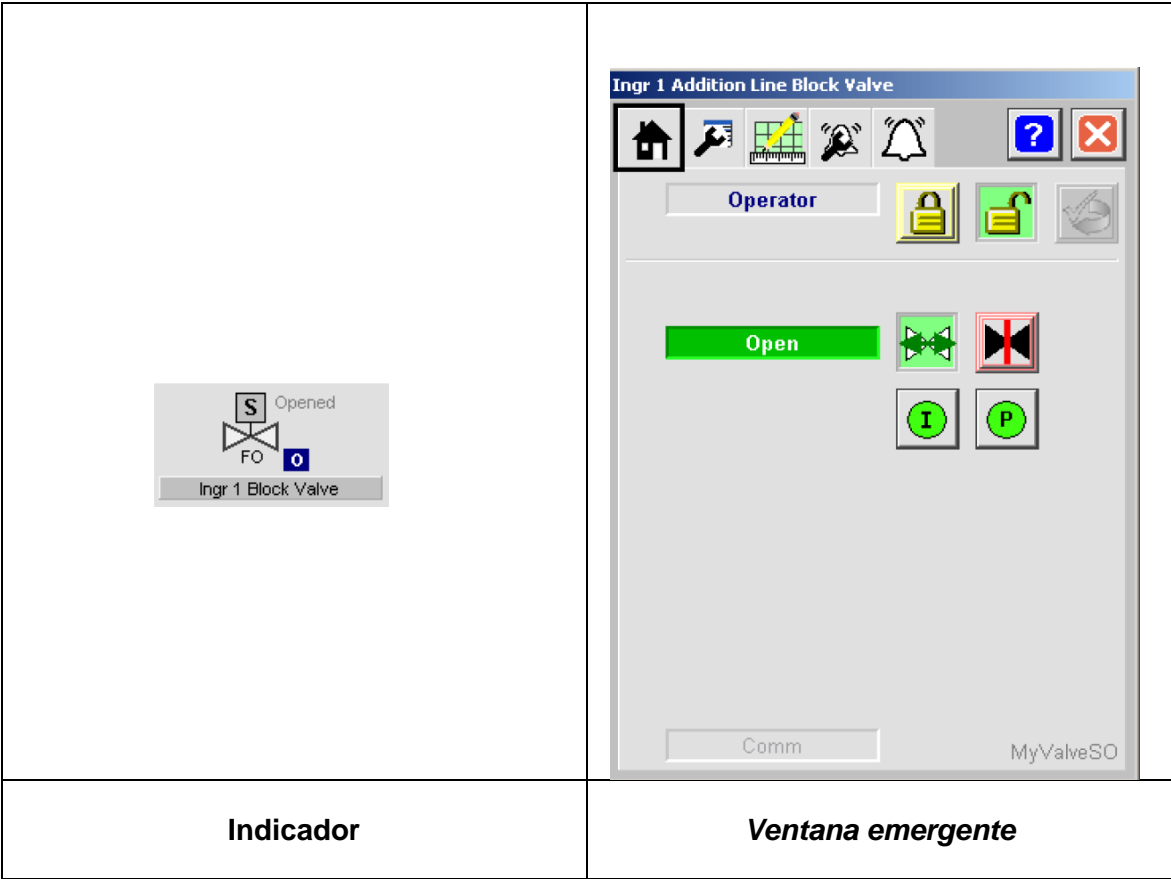 S Opened
FO O
Ingr 1 Block Valve
Ingr 1 Addition Line Block Valve
?
Operator
Open
I P
Comm MyValveSO
Indicador Ventana emergente